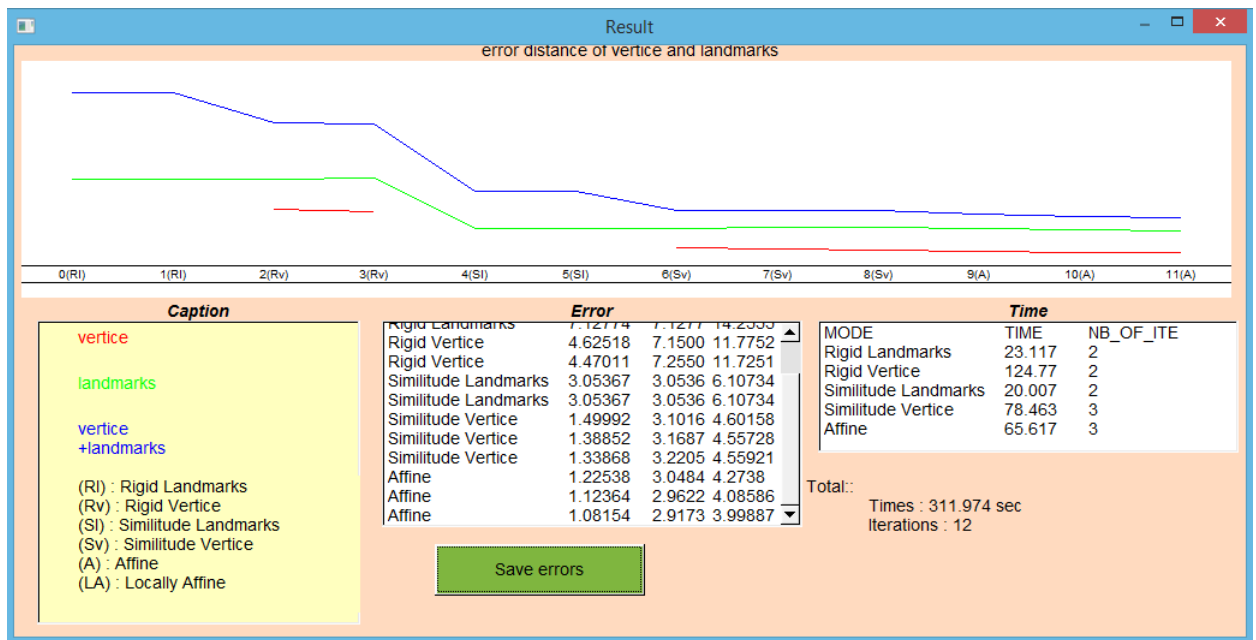 Result
error distance of vertice and landmarks
0(Rl) 1(Rl) 2(Rv) 3(Rv) 4(Sl) 5(Sl) 6(Sv) 7(Sv) 8(Sv) 9(A) 10(A) 11(A)
Caption
vertice
landmarks
vertice
+landmarks
(Rl) : Rigid Landmarks
(Rv) : Rigid Vertice
(Sl) : Similitude Landmarks
(Sv) : Similitude Vertice
(A) : Affine
(LA) : Locally Affine
Error
Rigid Landmarks 7.12774 7.1277 14.2555
Rigid Vertice 4.62518 7.1500 11.7752
Rigid Vertice 4.47011 7.2550 11.7251
Similitude Landmarks 3.05367 3.0536 6.10734
Similitude Landmarks 3.05367 3.0536 6.10734
Similitude Vertice 1.49992 3.1016 4.60158
Similitude Vertice 1.38852 3.1687 4.55728
Similitude Vertice 1.33868 3.2205 4.55921
Affine 1.22538 3.0484 4.2738
Affine 1.12364 2.9622 4.08586
Affine 1.08154 2.9173 3.99887
Save errors
Time
MODE TIME NB_OF_ITE
Rigid Landmarks 23.117 2
Rigid Vertice 124.77 2
Similitude Landmarks 20.007 2
Similitude Vertice 78.463 3
Affine 65.617 3
Total::
Times : 311.974 sec
Iterations : 12